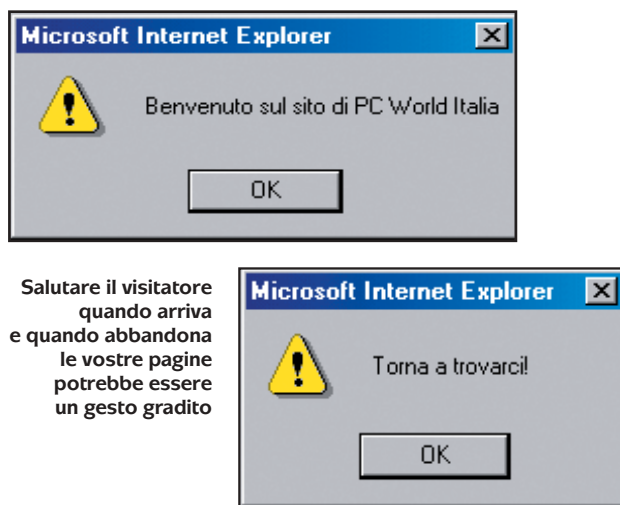 Microsoft Internet Explorer
Benvenuto sul sito di PC World Italia
OK
Salutare il visitatore
quando arriva
e quando abbandona
le vostre pagine
potrebbe essere
un gesto gradito
Microsoft Internet Explorer
Torna a trovarci!
OK